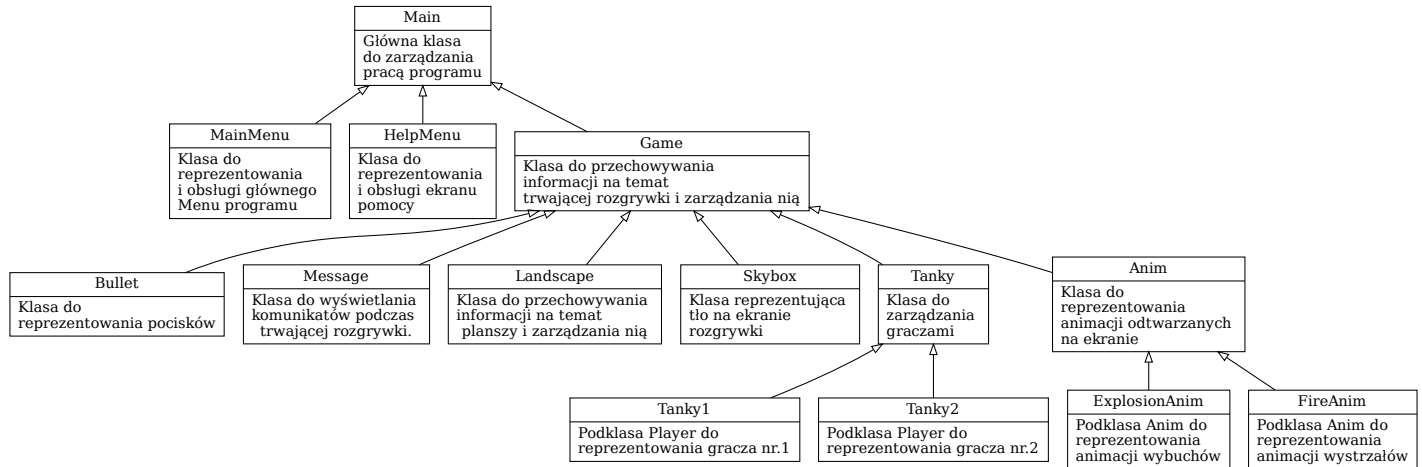 Main
Główna klasa
do zarządzania
pracą programu
MainMenu
Klasa do
reprezentowania
i obsługi głównego
Menu programu
HelpMenu
Klasa do
reprezentowania
i obsługi ekranu
pomocy
Game
Klasa do przechowywania
informacji na temat
trwającej rozgrywki i zarządzania nią
Bullet
Klasa do
reprezentowania pocisków
Message
Klasa do wyświetlania
komunikatów podczas
trwającej rozgrywki.
Landscape
Klasa do przechowywania
informacji na temat
planszy i zarządzania nią
Skybox
Klasa reprezentująca
tło na ekranie
rozgrywki
Tanky
Klasa do
zarządzania
graczami
Anim
Klasa do
reprezentowania
animacji odtwarzanych
na ekranie
Tanky1
Podklasa Player do
reprezentowania gracza nr.1
Tanky2
Podklasa Player do
reprezentowania gracza nr.2
ExplosionAnim
Podklasa Anim do
reprezentowania
animacji wybuchów
FireAnim
Podklasa Anim do
reprezentowania
animacji wystrzałów